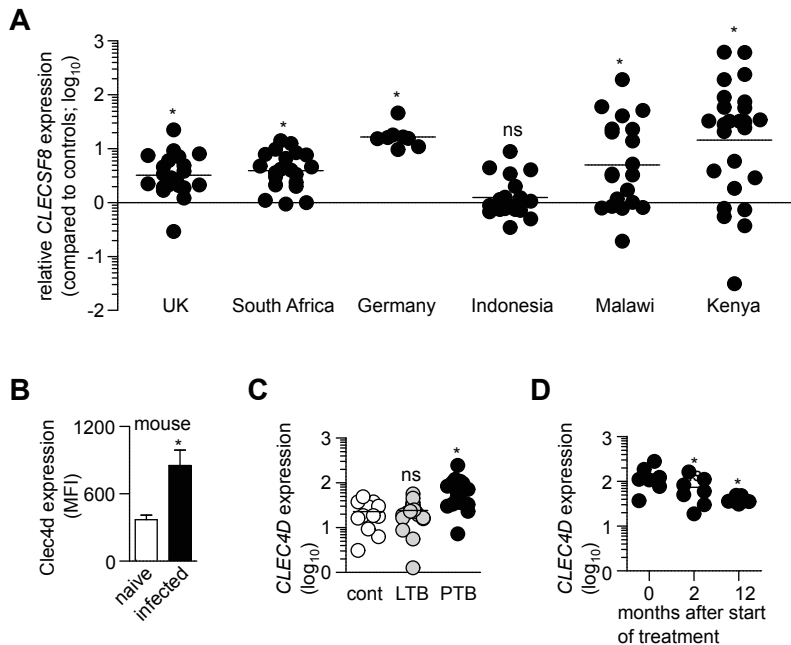 A
relative CLECSF8 expression
(compared to controls; log10)
3
2
1
0
-1
-2
* * * ns * *
UK South Africa Germany Indonesia Malawi Kenya
B
Clec4d expression
(MFI)
1200
600
0
mouse
*
naive
infected
C
CLEC4D expression
(log10)
3
2
1
0
ns *
cont LTB PTB
D
CLEC4D expression
(log10)
3
2
1
0
* *
0 2 12
months after start
of treatment